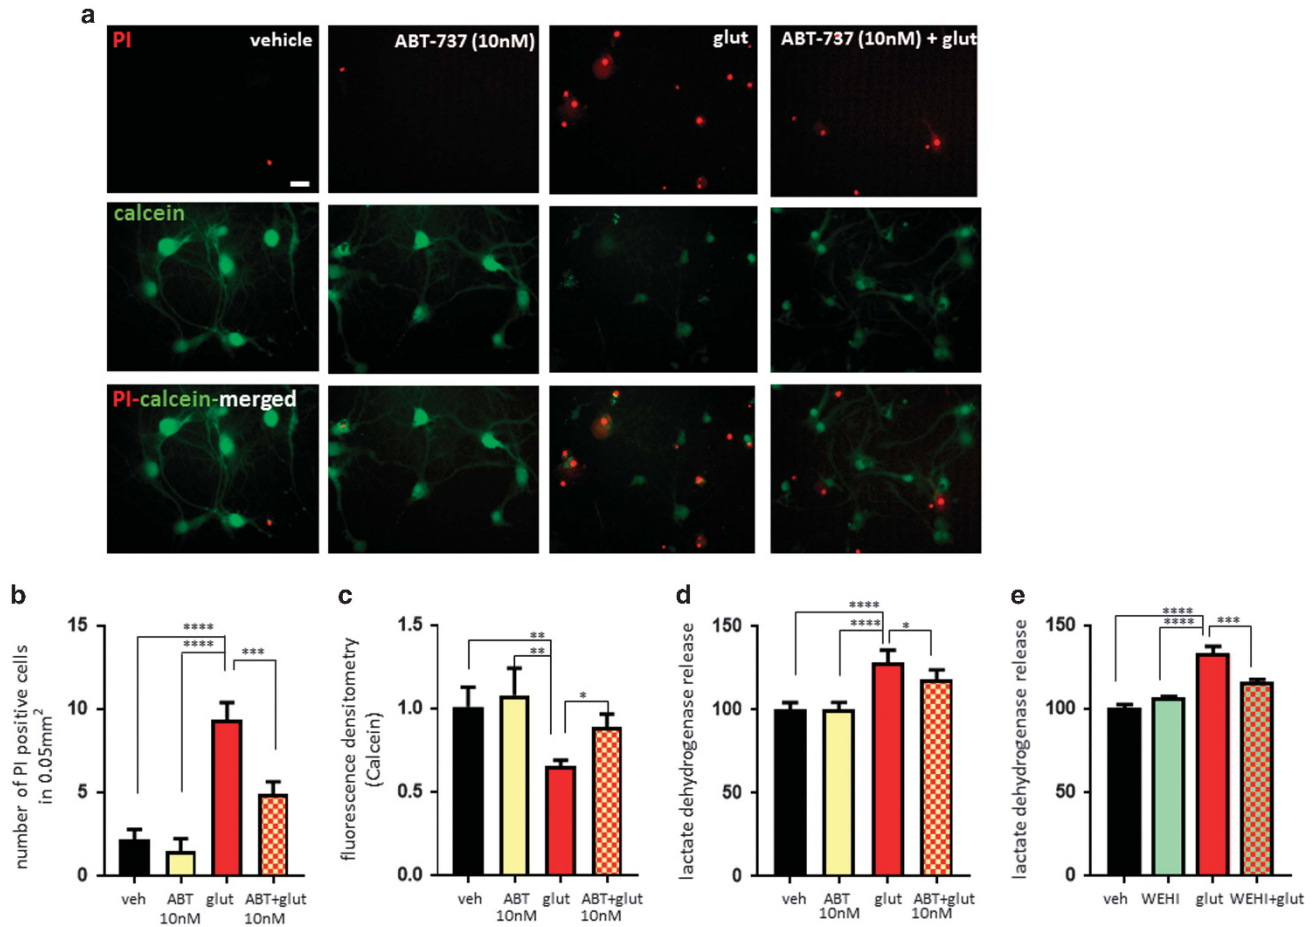 a
PI
vehicle
ABT-737 (10nM)
glut
ABT-737 (10nM) + glut
calcein
PI-calcein-merged
b
number of PI positive cells
in 0.05mm2
15
10
5
0
****
****
***
veh
ABT
10nM
glut
ABT+glut
10nM
c
fluorescence densitometry
(Calcein)
1.5
1.0
0.5
0.0
**
**
*
veh
ABT
10nM
glut
ABT+glut
10nM
d
lactate dehydrogenase release
150
100
50
0
****
****
*
veh
ABT
10nM
glut
ABT+glut
10nM
e
lactate dehydrogenase release
150
100
50
0
****
****
***
veh
WEHI
glut
WEHI+glut